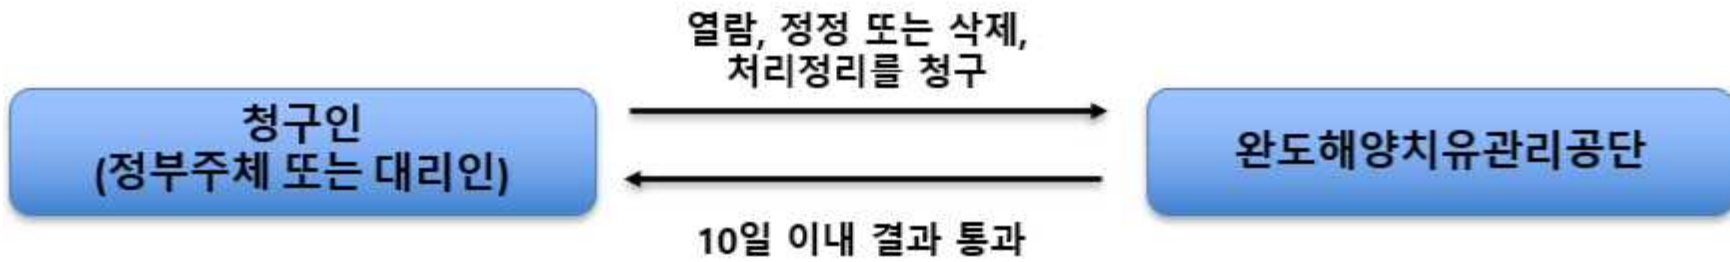 열람, 정정 또는 삭제,
처리정리를 청구
청구인
(정부주체 또는 대리인)
완도해양치유관리공단
10일 이내 결과 통과